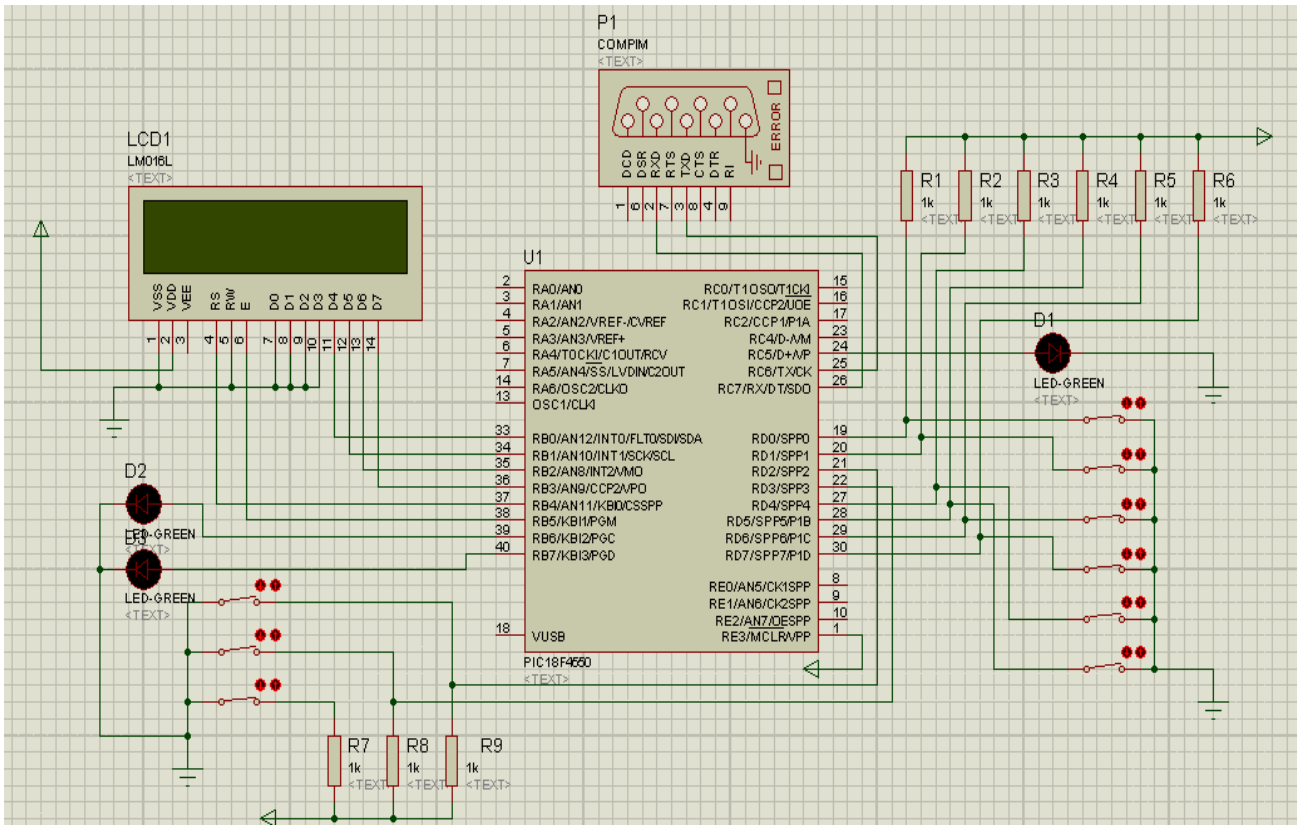 P1
COMPIM
<TEXT>
ERROR
DCD
DSR
RXD
RTS
TXD
CTS
DTR
RI
1
6
2
7
3
8
4
9
LCD1
LM016L
<TEXT>
VSS
VDD
VEE
RS
RW
E
D0
D1
D2
D3
D4
D5
D6
D7
1
2
3
4
5
6
7
8
9
10
11
12
13
14
R1
1k
<TEXT>
R2
1k
<TEXT>
R3
1k
<TEXT>
R4
1k
<TEXT>
R5
1k
<TEXT>
R6
1k
<TEXT>
U1
2 RA0/AN0
3 RA1/AN1
4 RA2/AN2/VREF-/CVREF
5 RA3/AN3/VREF+
6 RA4/T0CKI/C1OUT/RCV
7 RA5/AN4/SS/LVDIN/C2OUT
14 RA6/OSC2/CLKO
13 OSC1/CLKI
33 RB0/AN12/INT0/FLT0/SDI/SDA
34 RB1/AN10/INT1/SCK/SCL
35 RB2/AN8/INT2/VMO
36 RB3/AN9/CCP2/VPO
37 RB4/AN11/KBI0/CSSPP
38 RB5/KBI1/PGM
39 RB6/KBI2/PGC
40 RB7/KBI3/PGD
18 VUSB
RC0/T1OSO/T1CKI 15
RC1/T1OSI/CCP2/UOE 16
RC2/CCP1/P1A 17
RC4/D-/VM 23
RC5/D+/VP 24
RC6/TX/CK 25
RC7/RX/DT/SDO 26
RD0/SPP0 19
RD1/SPP1 20
RD2/SPP2 21
RD3/SPP3 22
RD4/SPP4 27
RD5/SPP5/P1B 28
RD6/SPP6/P1C 29
RD7/SPP7/P1D 30
RE0/AN5/CK1SPP 8
RE1/AN6/CK2SPP 9
RE2/AN7/OESPP 10
RE3/MCLR/VPP 1
PIC18F4550
<TEXT>
D1
LED-GREEN
<TEXT>
D2
LED-GREEN
<TEXT>
D3
LED-GREEN
<TEXT>
R7
1k
<TEXT>
R8
1k
<TEXT>
R9
1k
<TEXT>